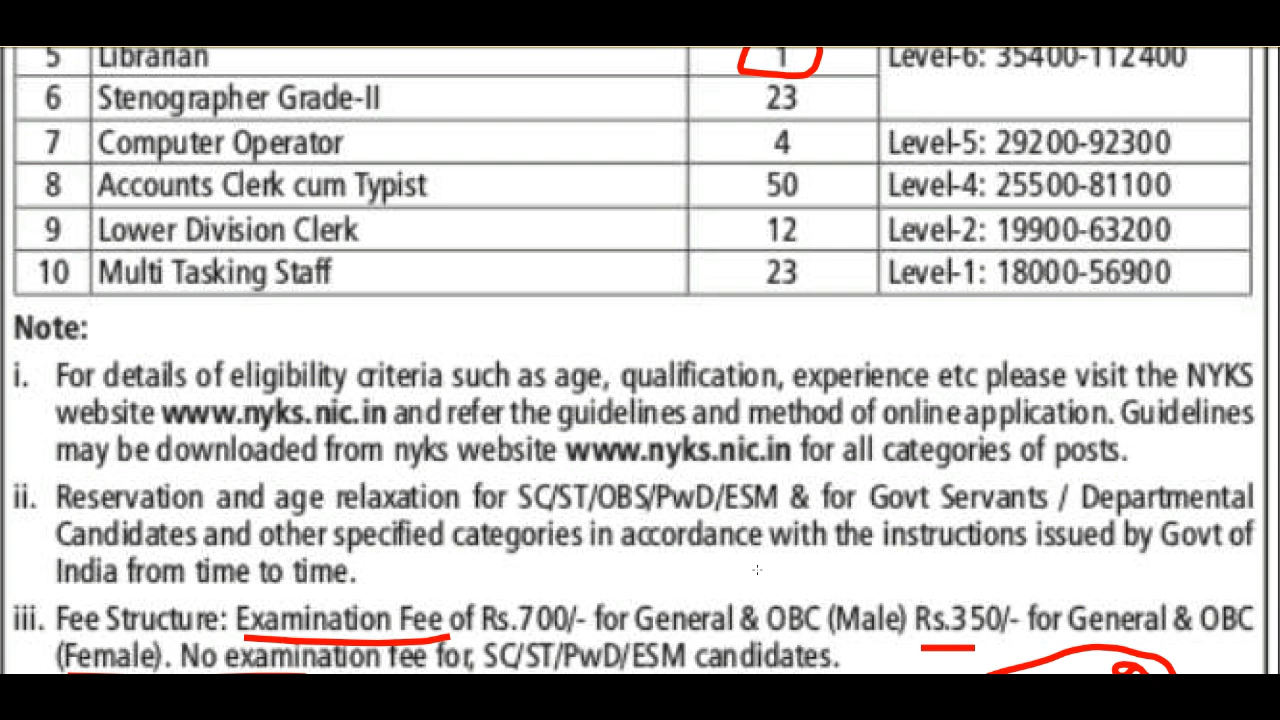 5 Librarian 1 Level-6: 35400-112400
6 Stenographer Grade-II 23
7 Computer Operator 4 Level-5: 29200-92300
8 Accounts Clerk cum Typist 50 Level-4: 25500-81100
9 Lower Division Clerk 12 Level-2: 19900-63200
10 Multi Tasking Staff 23 Level-1: 18000-56900
Note:
i. For details of eligibility criteria such as age, qualification, experience etc please visit the NYKS
website www.nyks.nic.in and refer the guidelines and method of online application. Guidelines
may be downloaded from nyks website www.nyks.nic.in for all categories of posts.
ii. Reservation and age relaxation for SC/ST/OBS/PwD/ESM & for Govt Servants / Departmental
Candidates and other specified categories in accordance with the instructions issued by Govt of
India from time to time.
iii. Fee Structure: Examination Fee of Rs.700/- for General & OBC (Male) Rs.350/- for General & OBC
(Female). No examination fee for, SC/ST/PwD/ESM candidates.